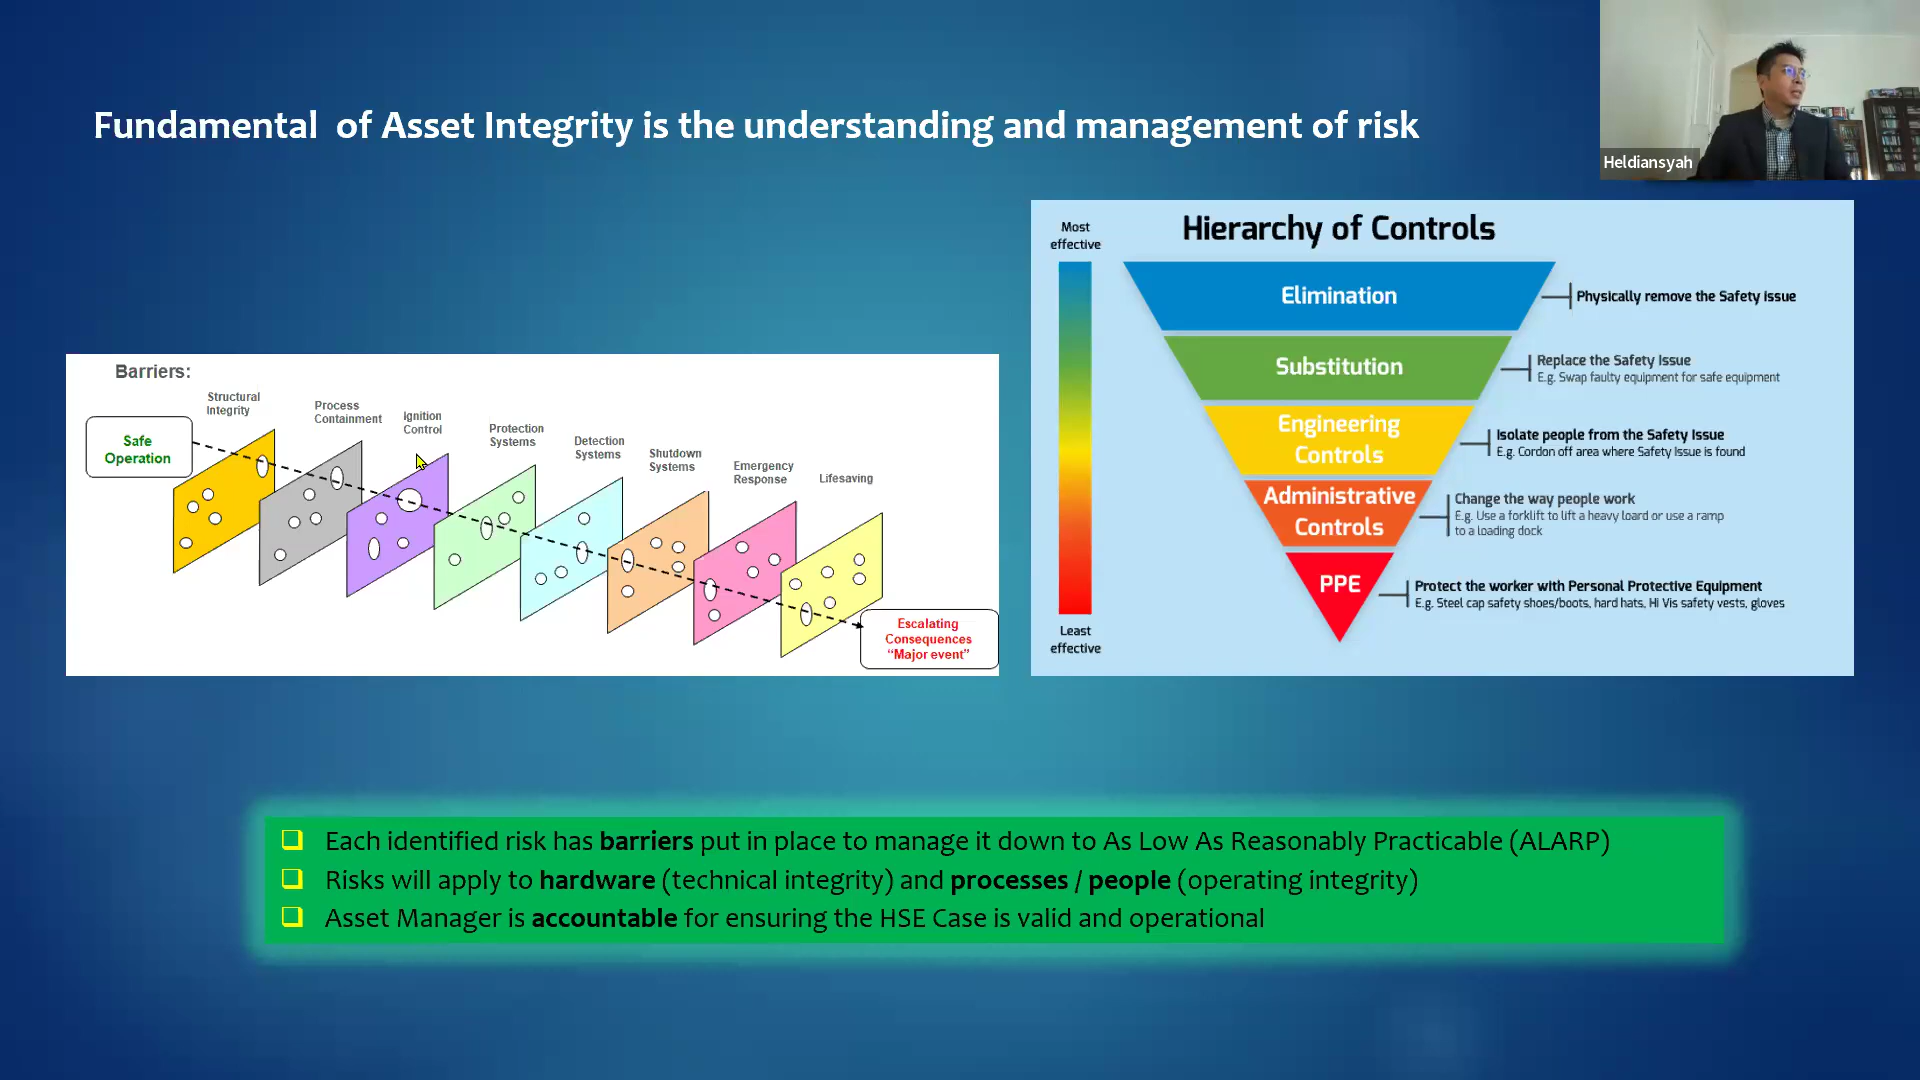 Fundamental of Asset Integrity is the understanding and management of risk
Heldiansyah
Barriers:
Safe
Operation
Structural
Integrity
Process
Containment
Ignition
Control
Protection
Systems
Detection
Systems
Shutdown
Systems
Emergency
Response
Lifesaving
Escalating
Consequences
“Major event”
Hierarchy of Controls
Most
effective
Least
effective
Elimination
Physically remove the Safety issue
Substitution
Replace the Safety Issue
E.g. Swap faulty equipment for safe equipment
Engineering
Controls
Isolate people from the Safety Issue
E.g. Cordon off area where Safety Issue is found
Administrative
Controls
Change the way people work
E.g. Use a forklift to lift a heavy loard or use a ramp
to a loading dock
PPE
Protect the worker with Personal Protective Equipment
E.g. Steel cap safety shoes/boots, hard hats, Hi Vis safety vests, gloves
Each identified risk has barriers put in place to manage it down to As Low As Reasonably Practicable (ALARP)
Risks will apply to hardware (technical integrity) and processes / people (operating integrity)
Asset Manager is accountable for ensuring the HSE Case is valid and operational